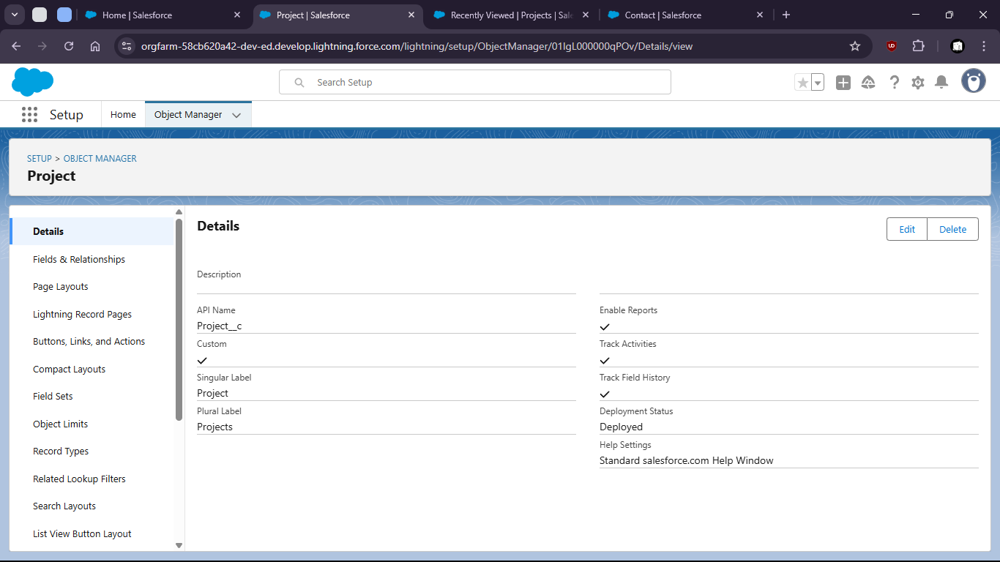 Home | Salesforce
Project | Salesforce
Recently Viewed | Projects | Sale
Contact | Salesforce
orgfarm-58cb620a42-dev-ed.develop.lightning.force.com/lightning/setup/ObjectManager/01IgL000000qPOv/Details/view
Search Setup
Setup
Home
Object Manager
SETUP > OBJECT MANAGER
Project
Details
Fields & Relationships
Page Layouts
Lightning Record Pages
Buttons, Links, and Actions
Compact Layouts
Field Sets
Object Limits
Record Types
Related Lookup Filters
Search Layouts
List View Button Layout
Details
Edit
Delete
Description
API Name
Project__c
Custom
Singular Label
Project
Plural Label
Projects
Enable Reports
Track Activities
Track Field History
Deployment Status
Deployed
Help Settings
Standard salesforce.com Help Window